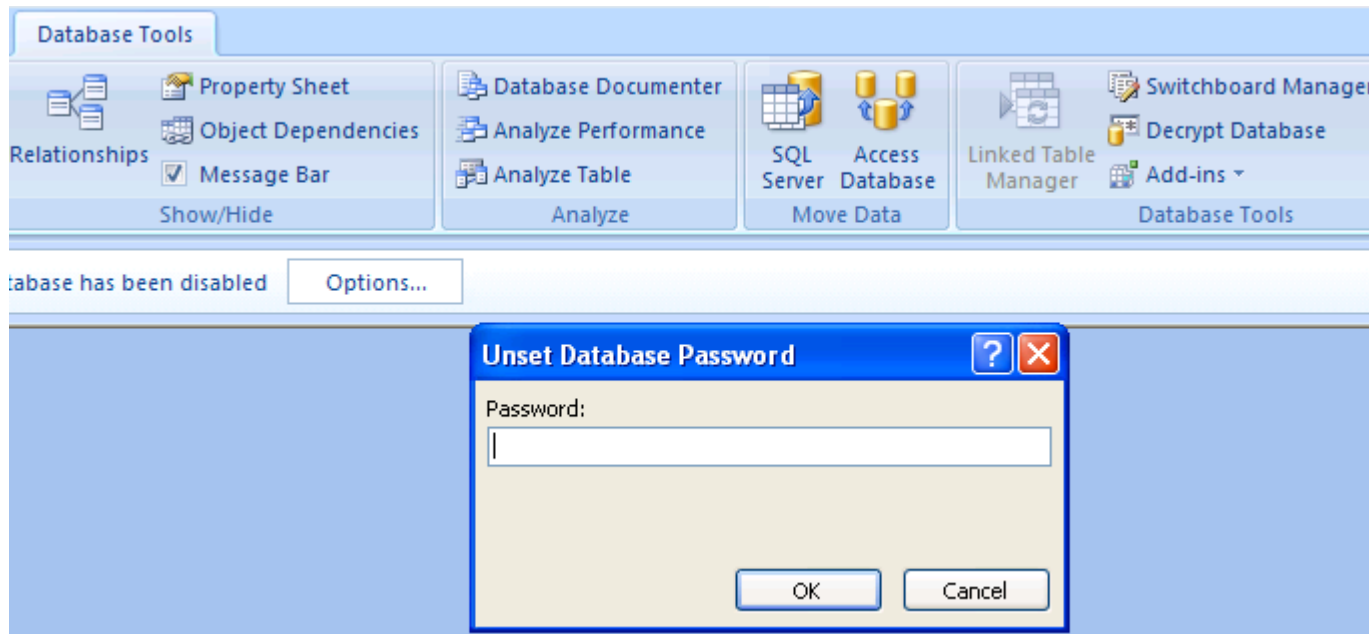 Database Tools
Property Sheet
Object Dependencies
Message Bar
Relationships
Show/Hide
Database Documenter
Analyze Performance
Analyze Table
Analyze
SQL
Server
Access
Database
Move Data
Linked Table
Manager
Switchboard Manager
Decrypt Database
Add-ins
Database Tools
tabase has been disabled
Options...
Unset Database Password
Password:
OK
Cancel